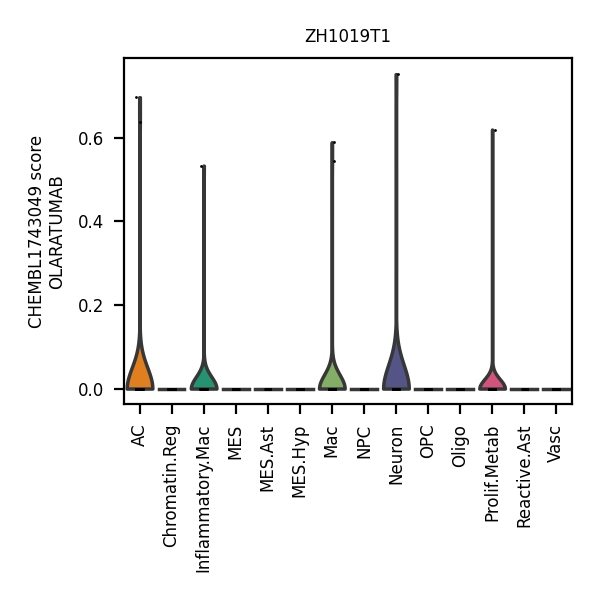 ZH1019T1
CHEMBL1743049 score
OLARATUMAB
0.6
0.4
0.2
0.0
AC
Chromatin.Reg
Inflammatory.Mac
MES
MES.Ast
MES.Hyp
Mac
NPC
Neuron
OPC
Oligo
Prolif.Metab
Reactive.Ast
Vasc